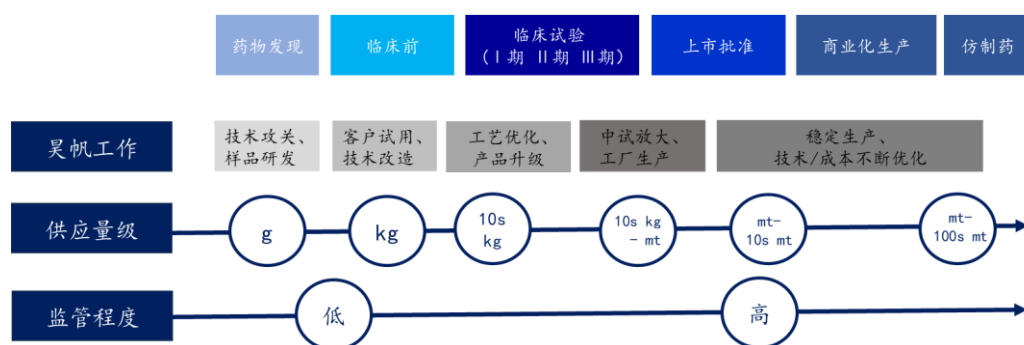 药物发现
临床前
临床试验
(I期 II期 III期)
上市批准
商业化生产
仿制药
昊帆工作
技术攻关、
样品研发
客户试用、
技术改造
工艺优化、
产品升级
中试放大、
工厂生产
稳定生产、
技术/成本不断优化
供应量级
g
kg
10s
kg
10s kg
- mt
mt-
10s mt
mt-
100s mt
监管程度
低
高